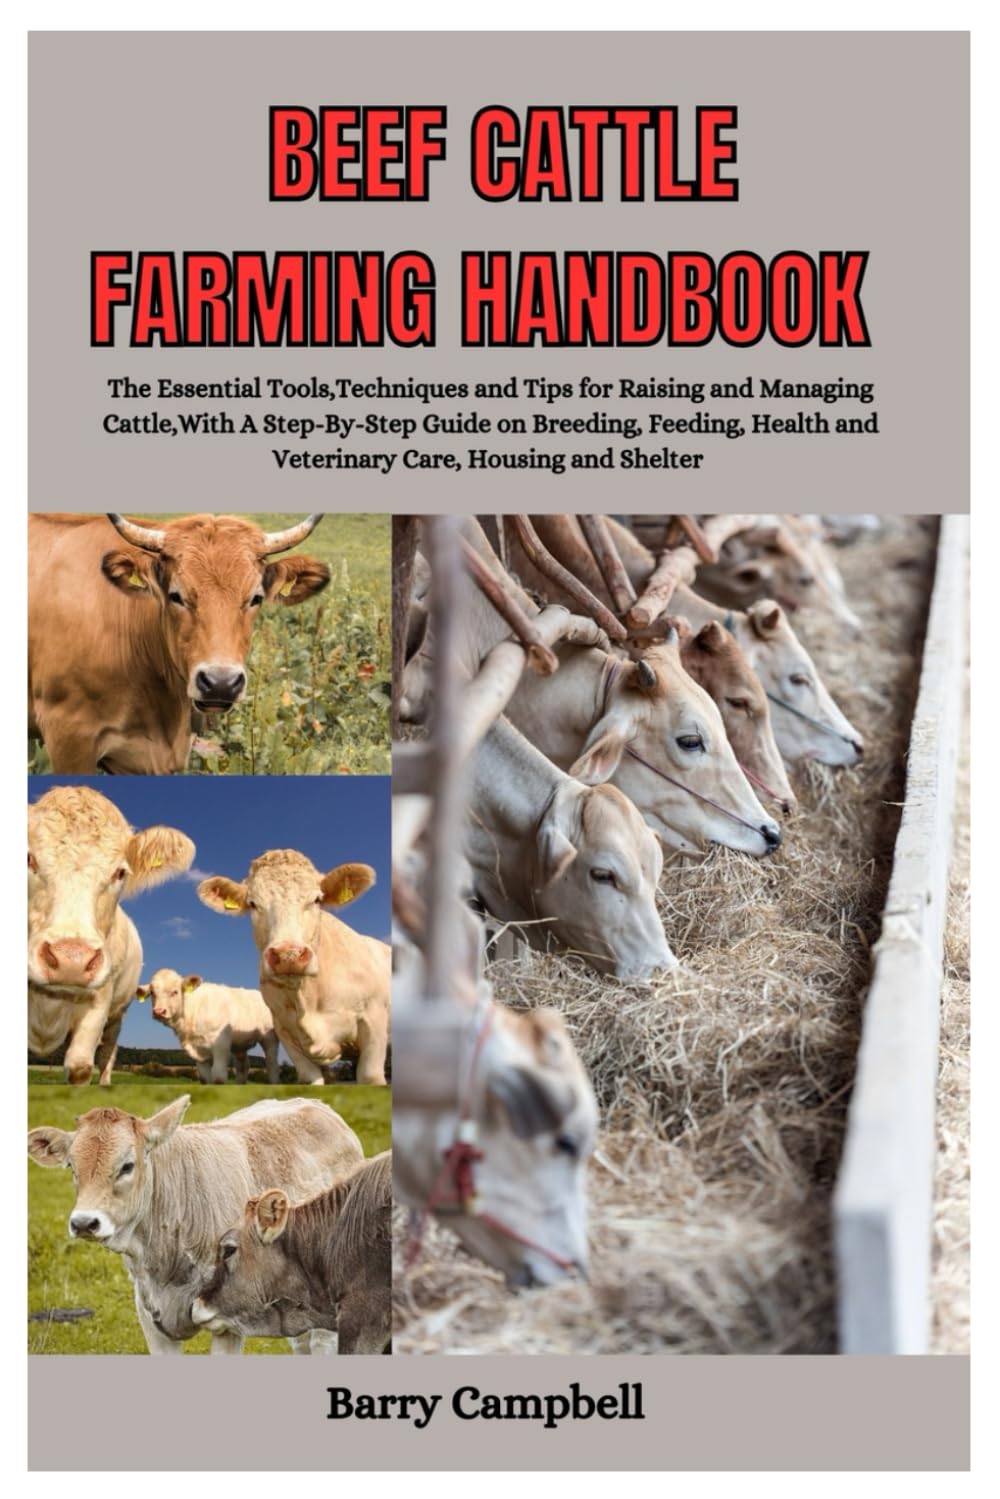 BEEF CATTLE
FARMING HANDBOOK
The Essential Tools,Techniques and Tips for Raising and Managing
Cattle,With A Step-By-Step Guide on Breeding, Feeding, Health and
Veterinary Care, Housing and Shelter
Barry Campbell